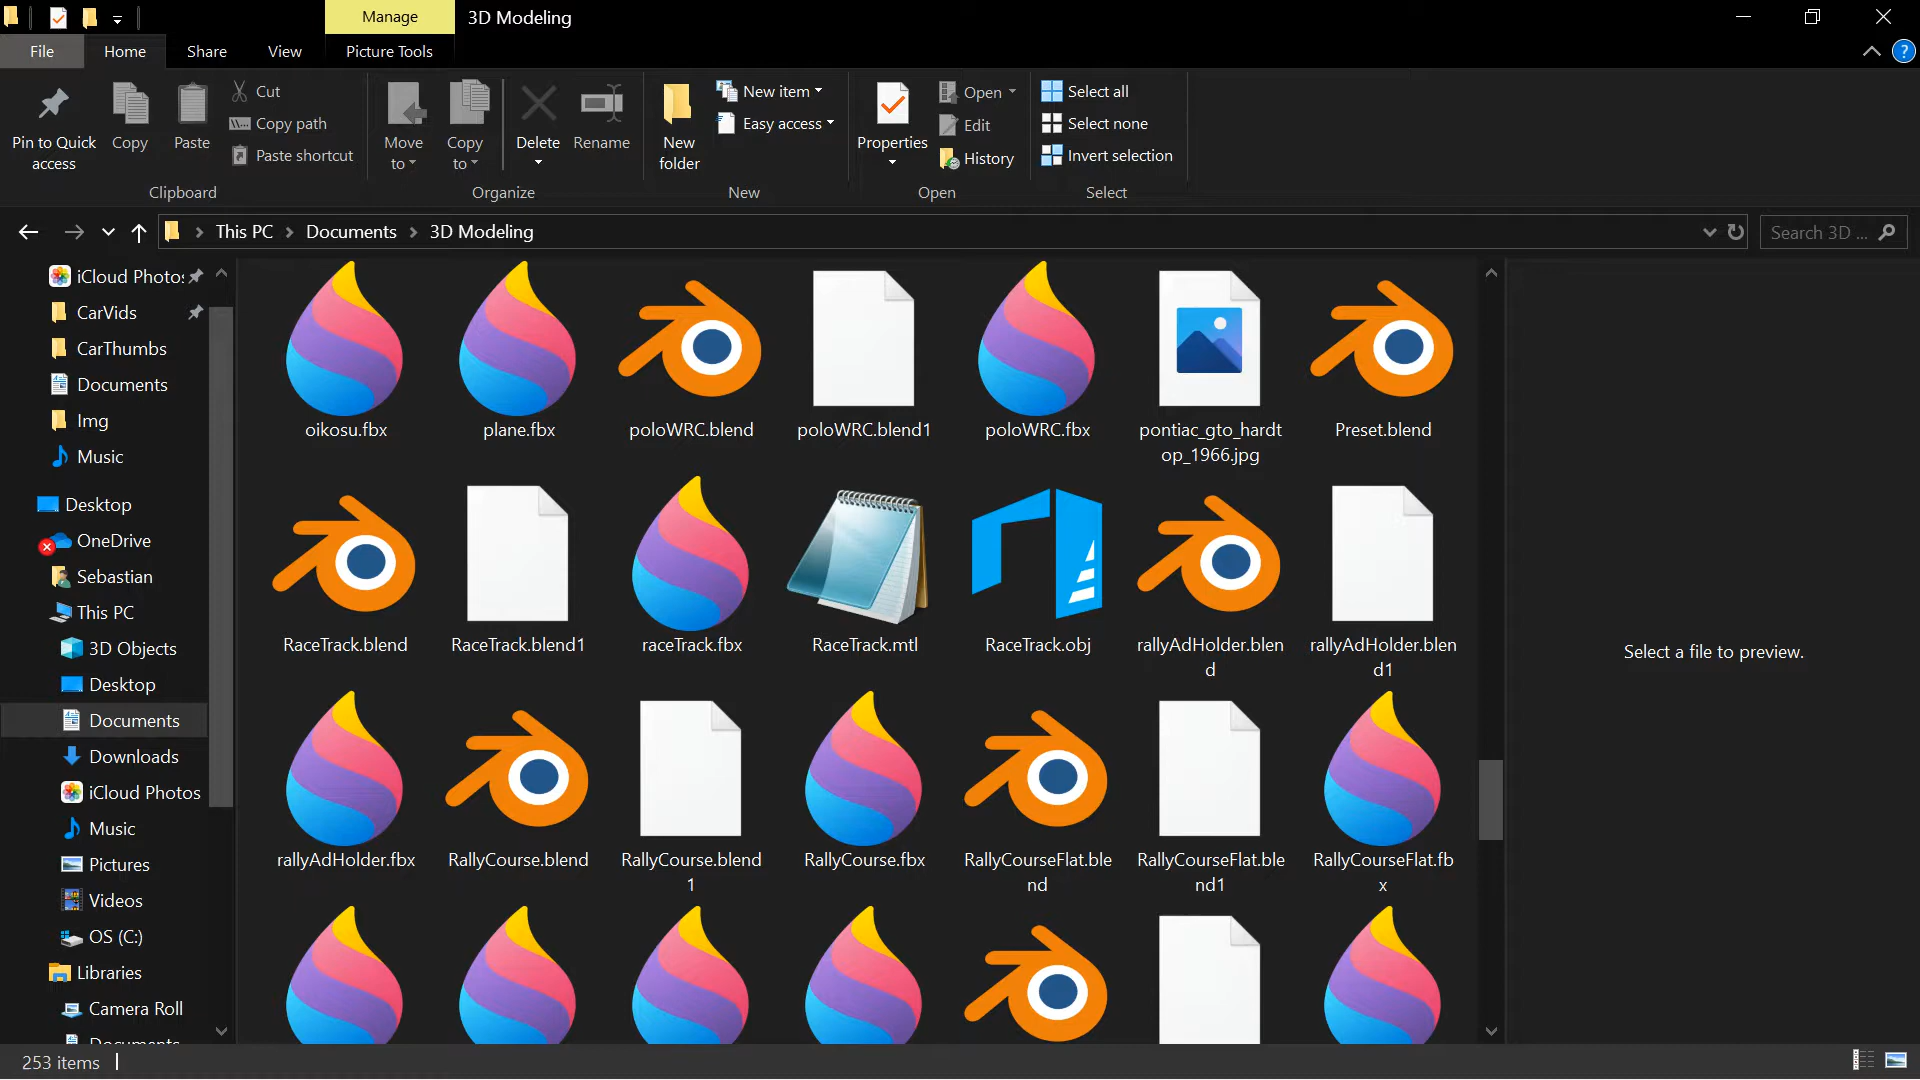 Manage
3D Modeling
File
Home
Share
View
Picture Tools
Pin to Quick
access
Copy
Paste
Cut
Copy path
Paste shortcut
Clipboard
Move
to
Copy
to
Delete
Rename
Organize
New
folder
New item
Easy access
New
Properties
Open
Edit
History
Open
Select all
Select none
Invert selection
Select
This PC
Documents
3D Modeling
Search 3D ...
iCloud Photos
CarVids
CarThumbs
Documents
Img
Music
Desktop
OneDrive
Sebastian
This PC
3D Objects
Desktop
Documents
Downloads
iCloud Photos
Music
Pictures
Videos
OS (C:)
Libraries
Camera Roll
Documents
oikosu.fbx
plane.fbx
poloWRC.blend
poloWRC.blend1
poloWRC.fbx
pontiac_gto_hardt
op_1966.jpg
Preset.blend
RaceTrack.blend
RaceTrack.blend1
raceTrack.fbx
RaceTrack.mtl
RaceTrack.obj
rallyAdHolder.blen
d
rallyAdHolder.blen
d1
rallyAdHolder.fbx
RallyCourse.blend
RallyCourse.blend
1
RallyCourse.fbx
RallyCourseFlat.ble
nd
RallyCourseFlat.ble
nd1
RallyCourseFlat.fb
x
Select a file to preview.
253 items